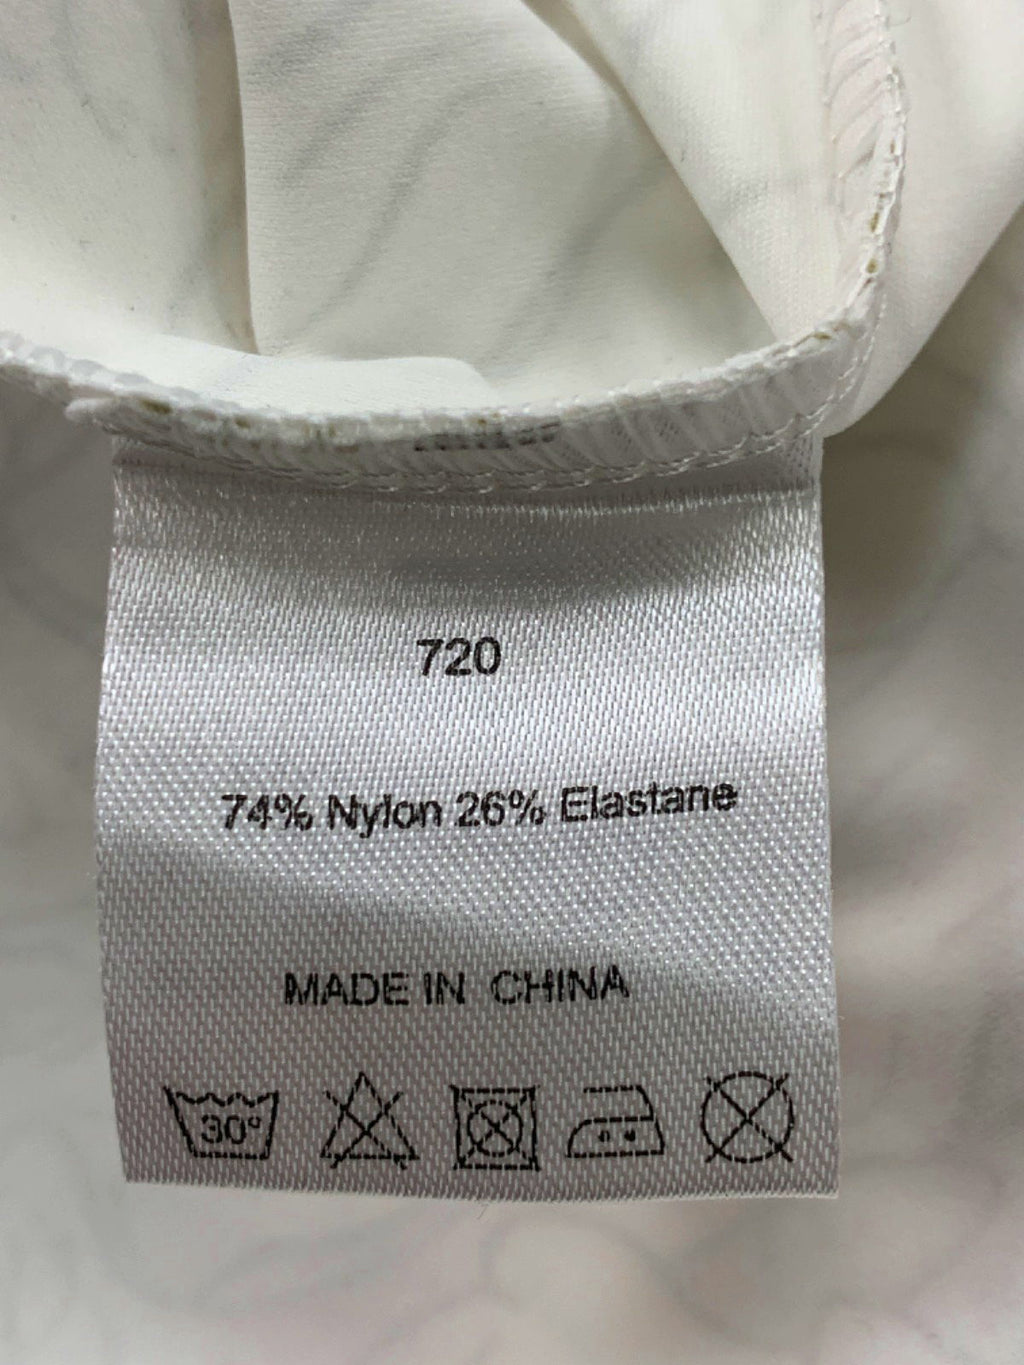 720
74% Nylon 26% Elastane
MADE IN CHINA
30°